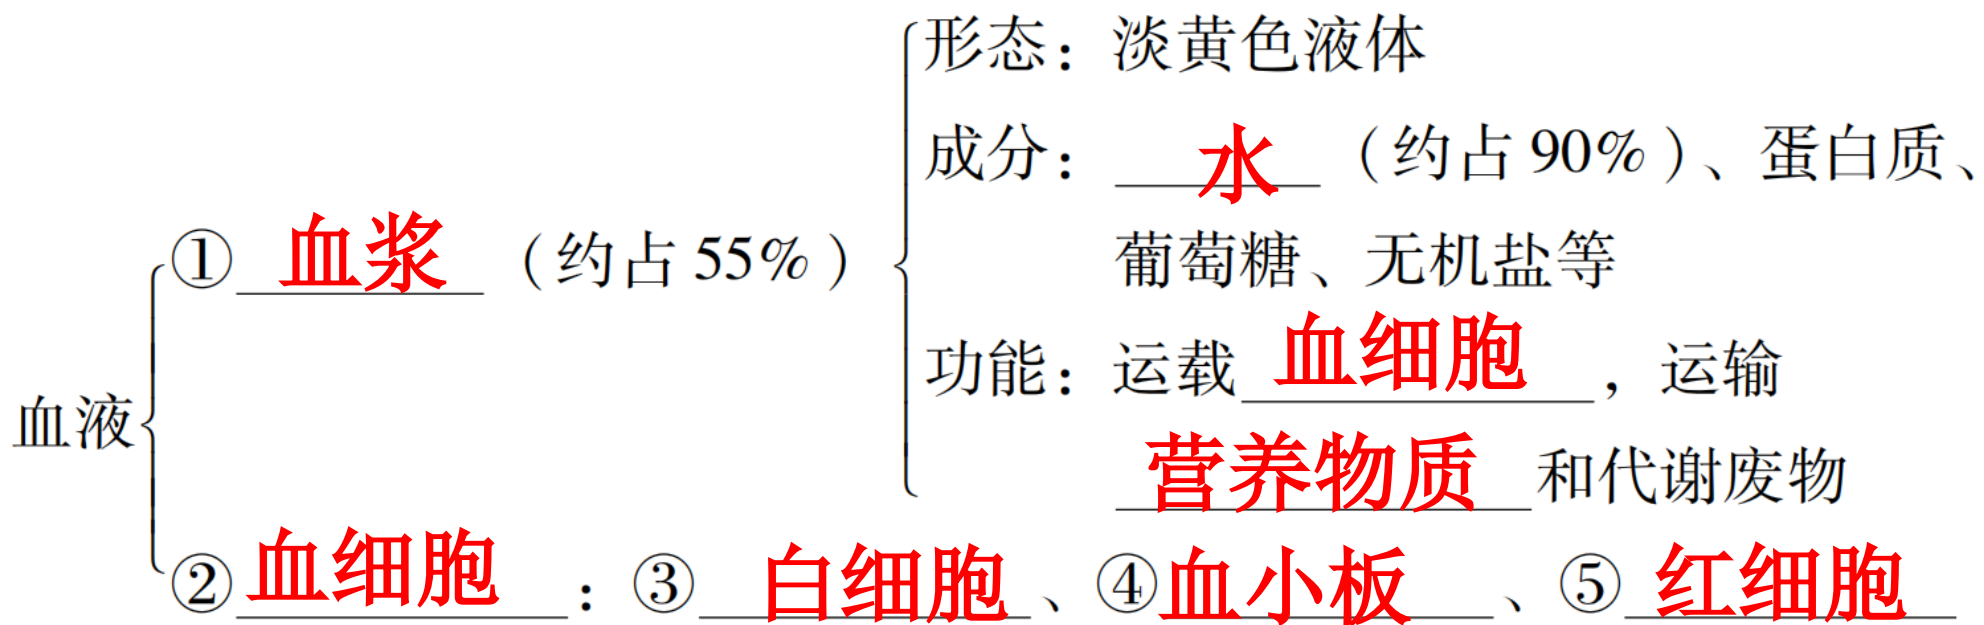 形态：淡黄色液体
成分：水（约占90%）、蛋白质、
①血浆（约占55%）
葡萄糖、无机盐等
功能：运载血细胞，运输
血液
营养物质和代谢废物
②血细胞：③白细胞、④血小板、⑤红细胞